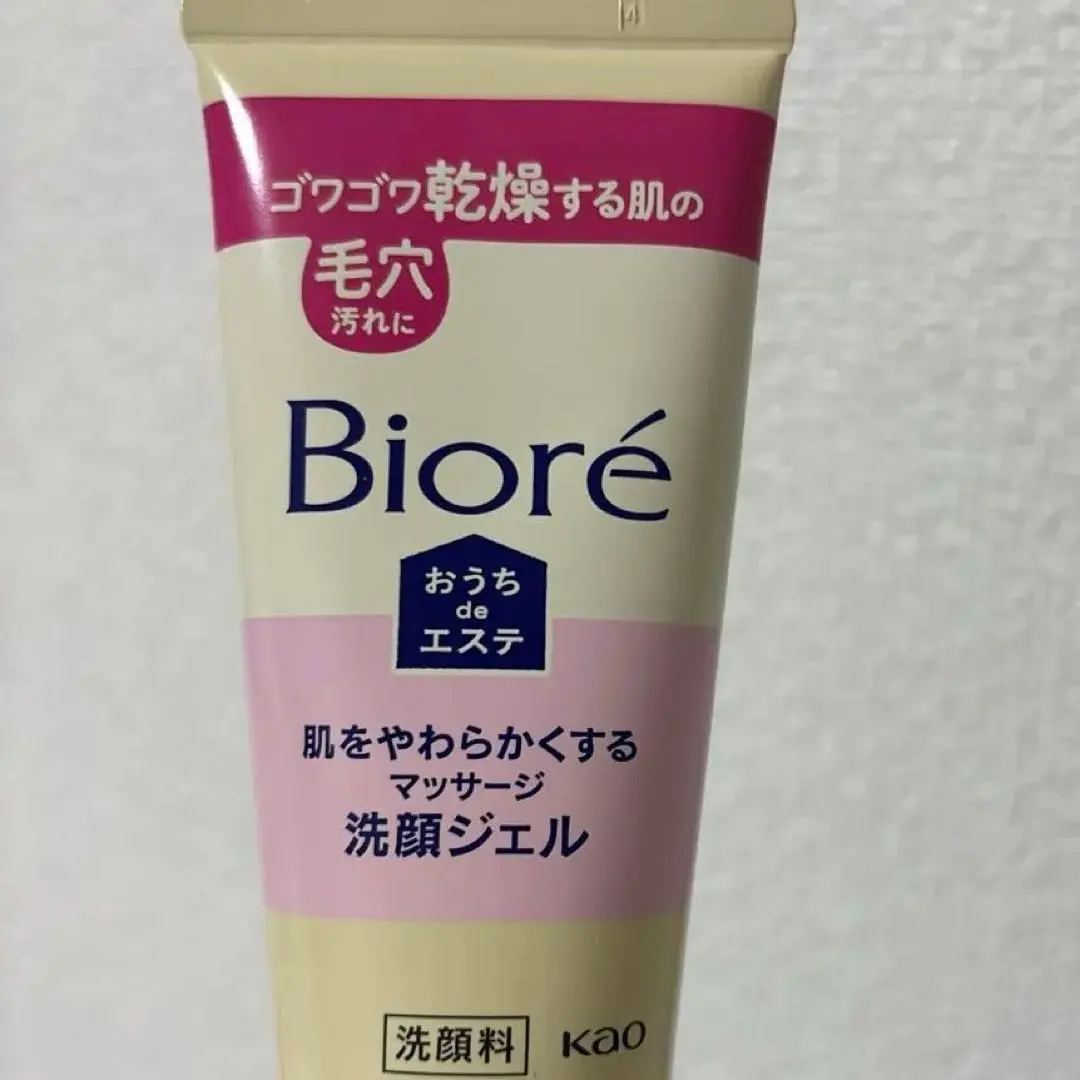 4
ゴワゴワ乾燥する肌の
毛穴
汚れに
Bioré
おうち
de
エステ
肌をやわらかくする
マッサージ
洗顔ジェル
洗顔料 Kao